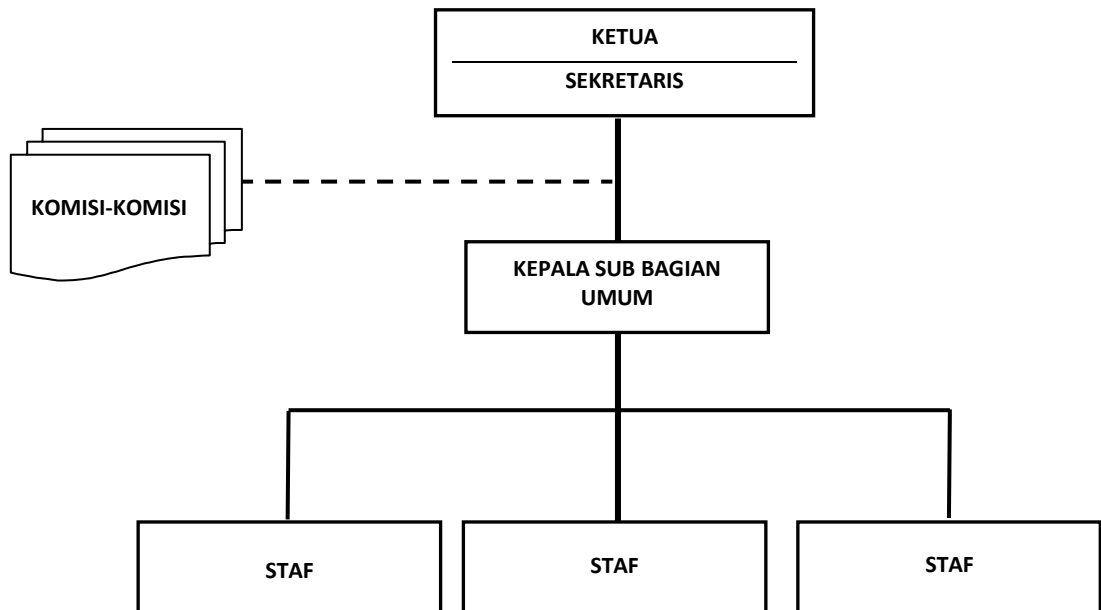 KETUA
SEKRETARIS
KOMISI-KOMISI
KEPALA SUB BAGIAN
UMUM
STAF
STAF
STAF